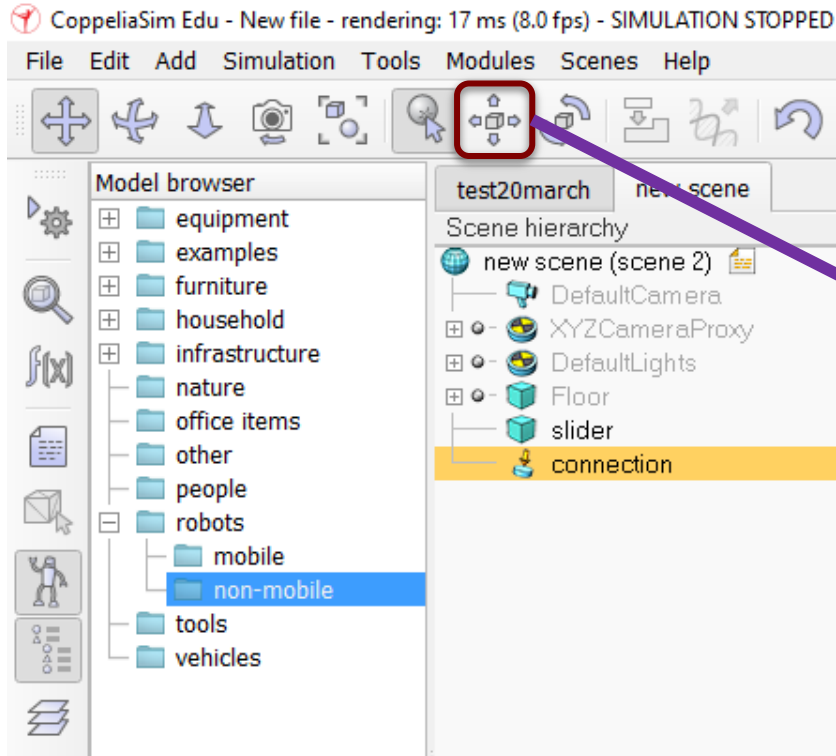 CoppeliaSim Edu - New file - rendering: 17 ms (8.0 fps) - SIMULATION STOPPED
File Edit Add Simulation Tools Modules Scenes Help
Model browser
equipment
examples
furniture
household
infrastructure
nature
office items
other
people
robots
mobile
non-mobile
tools
vehicles
test20march new scene
Scene hierarchy
new scene (scene 2)
DefaultCamera
XYZCameraProxy
DefaultLights
Floor
slider
connection
f(x)